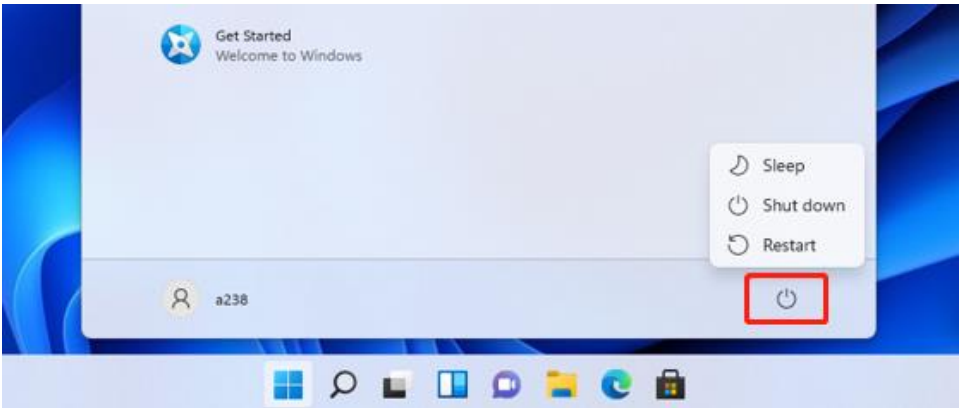 Get Started
Welcome to Windows
Sleep
Shut down
Restart
a238